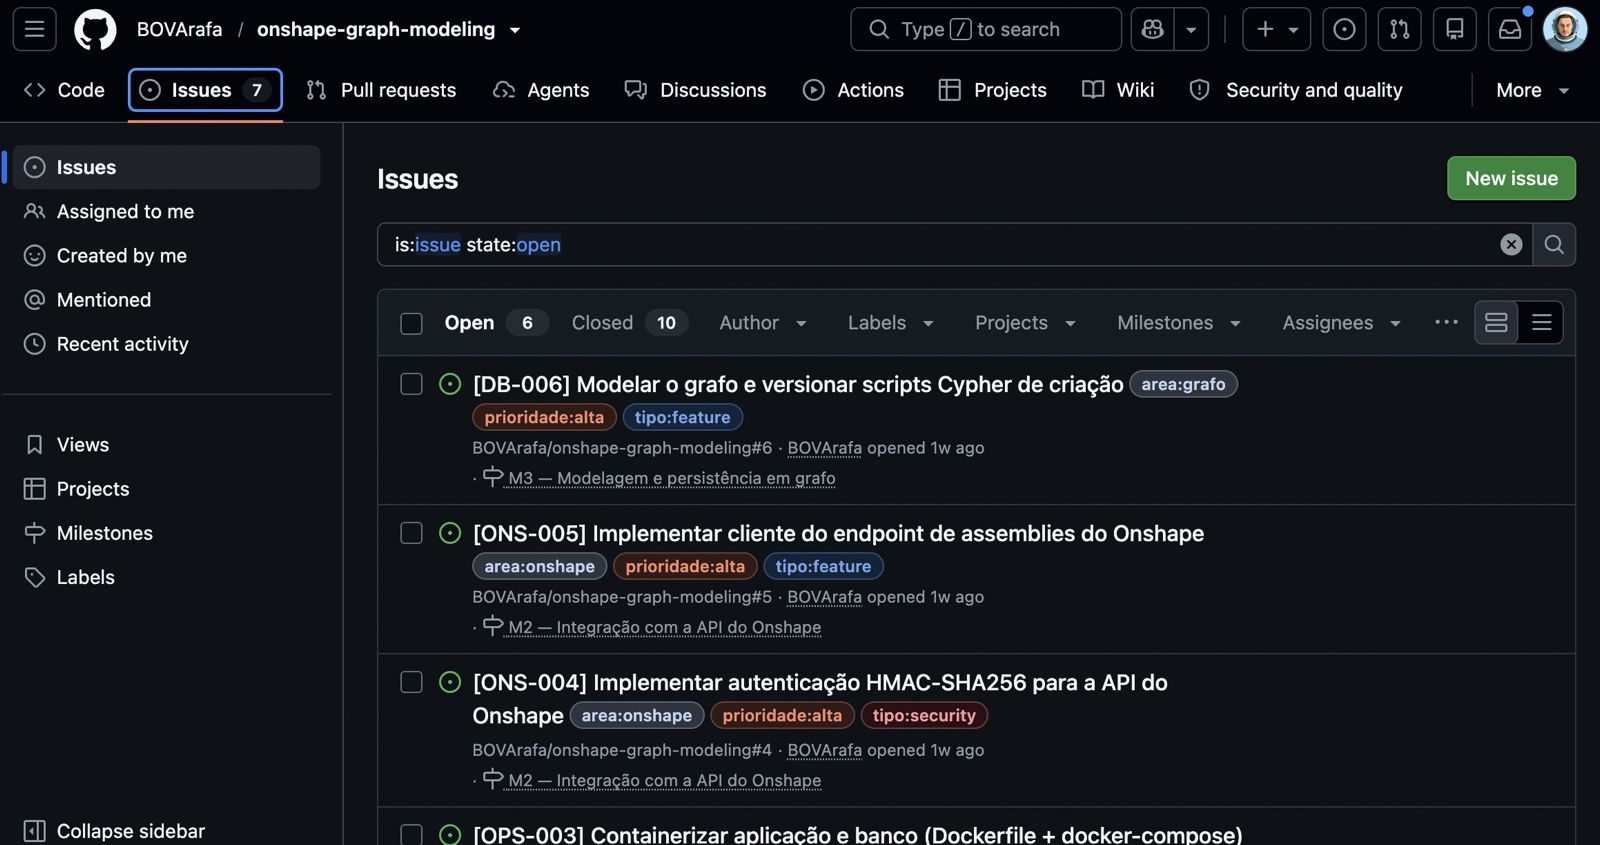 BOVArafa / onshape-graph-modeling
Type / to search
Code
Issues 7
Pull requests
Agents
Discussions
Actions
Projects
Wiki
Security and quality
More
Issues
Assigned to me
Created by me
Mentioned
Recent activity
Views
Projects
Milestones
Labels
Collapse sidebar
Issues
New issue
is:issue state:open
Open 6
Closed 10
Author
Labels
Projects
Milestones
Assignees
[DB-006] Modelar o grafo e versionar scripts Cypher de criação area:grafo
prioridade:alta tipo:feature
BOVArafa/onshape-graph-modeling#6 · BOVArafa opened 1w ago
· M3 — Modelagem e persistência em grafo
[ONS-005] Implementar cliente do endpoint de assemblies do Onshape
area:onshape prioridade:alta tipo:feature
BOVArafa/onshape-graph-modeling#5 · BOVArafa opened 1w ago
· M2 — Integração com a API do Onshape
[ONS-004] Implementar autenticação HMAC-SHA256 para a API do
Onshape area:onshape prioridade:alta tipo:security
BOVArafa/onshape-graph-modeling#4 · BOVArafa opened 1w ago
· M2 — Integração com a API do Onshape
[OPS-003] Containerizar aplicação e banco (Dockerfile + docker-compose)